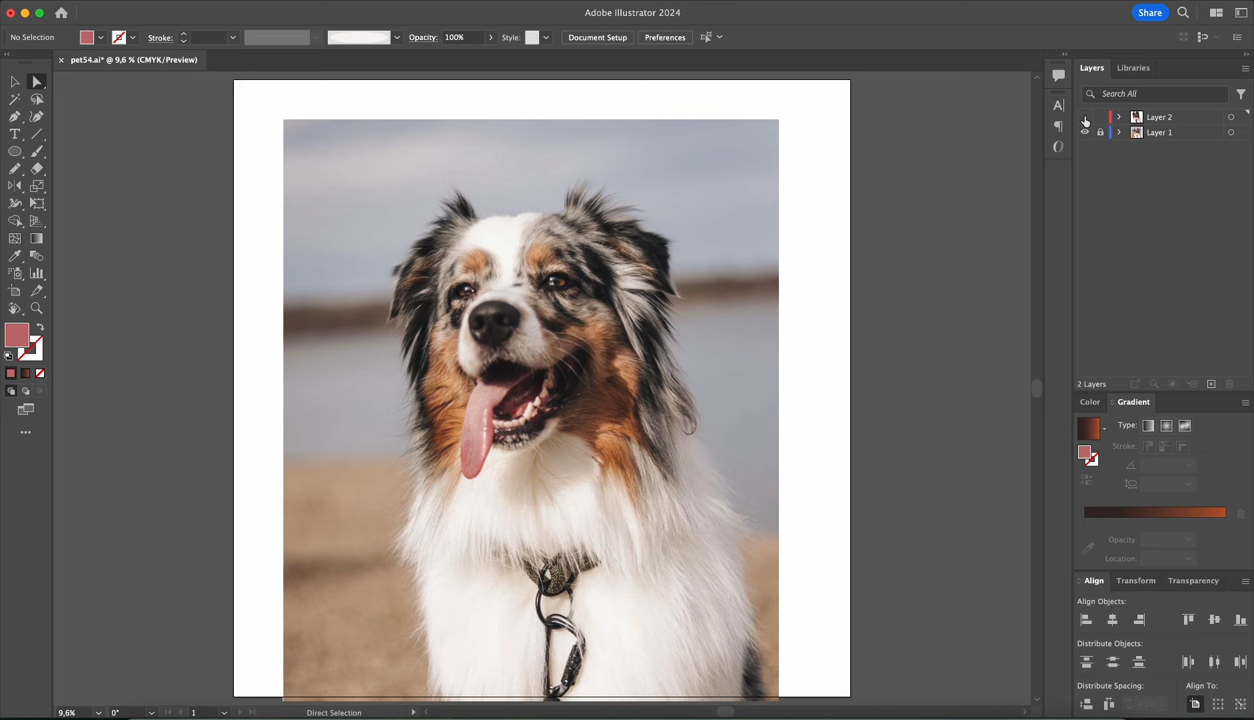 Adobe Illustrator 2024
Share
No Selection
Stroke:
Opacity:
100%
Style:
Document Setup
Preferences
× pet54.ai* @ 9,6 % (CMYK/Preview)
Layers
Libraries
Search All
Layer 2
Layer 1
2 Layers
Color
Gradient
Type:
Stroke:
Opacity:
Location:
Align
Transform
Transparency
Align Objects:
Distribute Objects:
Distribute Spacing:
Align To:
9,6%
0°
1
Direct Selection